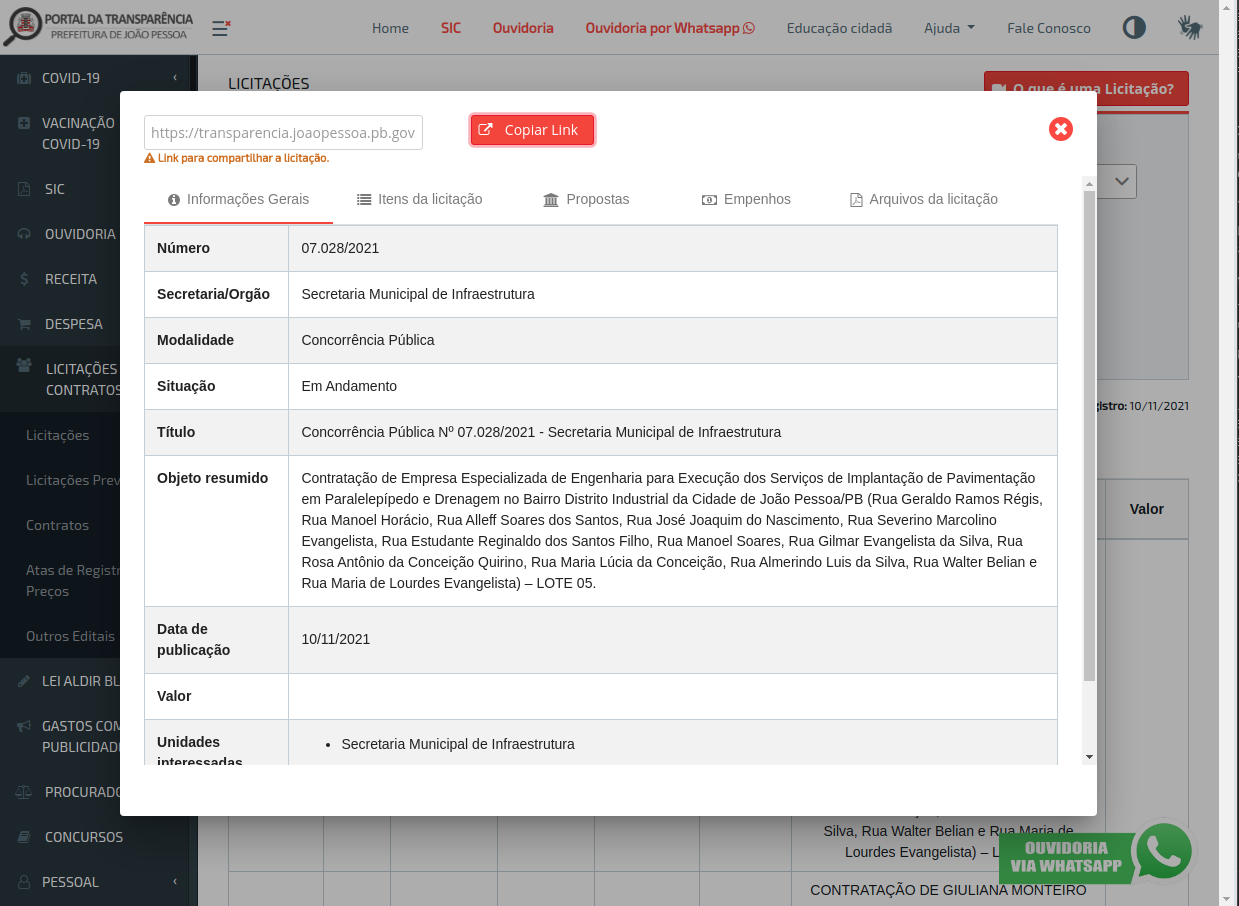 PORTAL DA TRANSPARÊNCIA
PREFEITURA DE JOÃO PESSOA
Home
SIC
Ouvidoria
Ouvidoria por Whatsapp
Educação cidadã
Ajuda
Fale Conosco
COVID-19
VACINAÇÃO
COVID-19
SIC
OUVIDORIA
RECEITA
DESPESA
LICITAÇÕES
CONTRATOS
Licitações
Licitações Prev
Contratos
Atas de Registr
Preços
Outros Editais
LEI ALDIR BL
GASTOS COM
PUBLICIDAD
PROCURADO
CONCURSOS
PESSOAL
LICITAÇÕES
O que é uma Licitação?
https://transparencia.joaopessoa.pb.gov
Copiar Link
Link para compartilhar a licitação.
Informações Gerais
Itens da licitação
Propostas
Empenhos
Arquivos da licitação
Número
07.028/2021
Secretaria/Orgão
Secretaria Municipal de Infraestrutura
Modalidade
Concorrência Pública
Situação
Em Andamento
Título
Concorrência Pública Nº 07.028/2021 - Secretaria Municipal de Infraestrutura
Objeto resumido
Contratação de Empresa Especializada de Engenharia para Execução dos Serviços de Implantação de Pavimentação
em Paralelepípedo e Drenagem no Bairro Distrito Industrial da Cidade de João Pessoa/PB (Rua Geraldo Ramos Régis,
Rua Manoel Horácio, Rua Alleff Soares dos Santos, Rua José Joaquim do Nascimento, Rua Severino Marcolino
Evangelista, Rua Estudante Reginaldo dos Santos Filho, Rua Manoel Soares, Rua Gilmar Evangelista da Silva, Rua
Rosa Antônio da Conceição Quirino, Rua Maria Lúcia da Conceição, Rua Almerindo Luis da Silva, Rua Walter Belian e
Rua Maria de Lourdes Evangelista) – LOTE 05.
Data de
publicação
10/11/2021
Valor
Unidades
interessadas
Secretaria Municipal de Infraestrutura
gistro: 10/11/2021
Valor
Silva, Rua Walter Belian e Rua Maria de
Lourdes Evangelista) – L
CONTRATAÇÃO DE GIULIANA MONTEIRO
OUVIDORIA
VIA WHATSAPP